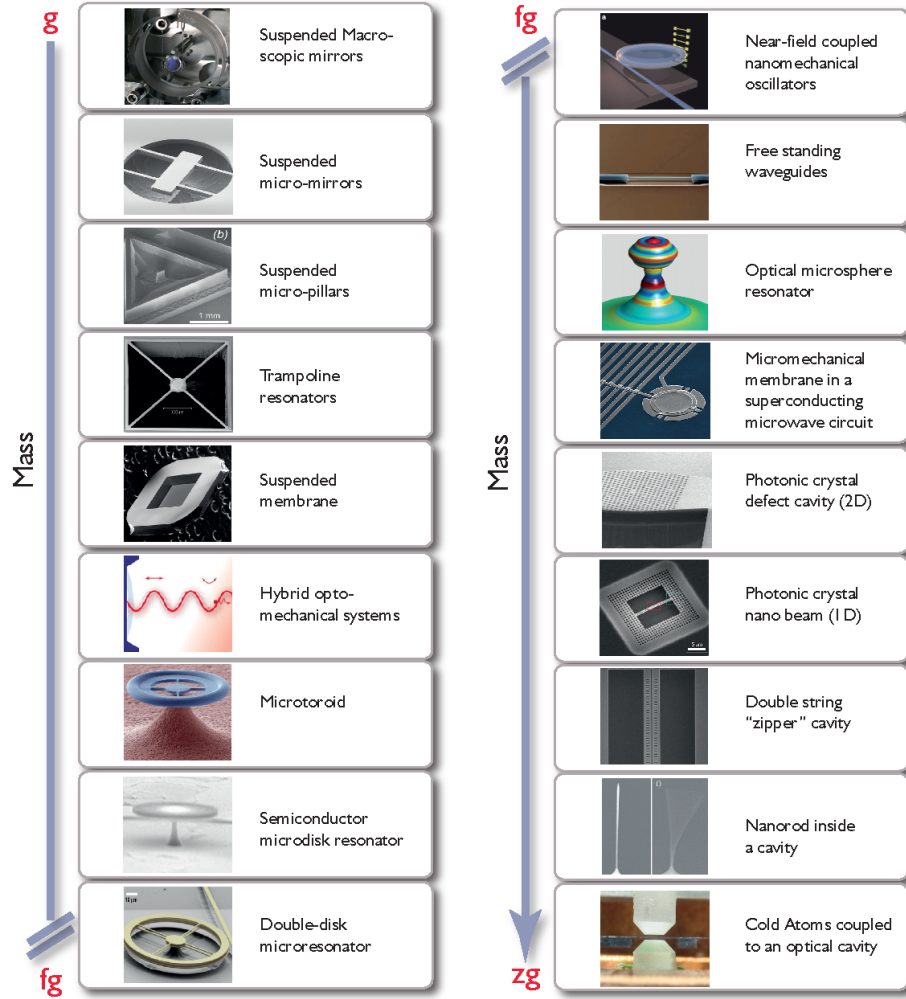 g
Mass
fg
Suspended Macro-
scopic mirrors
Suspended
micro-mirrors
(b)
1 mm
Suspended
micro-pillars
Trampoline
resonators
Suspended
membrane
Hybrid opto-
mechanical systems
Microtoroid
Semiconductor
microdisk resonator
Double-disk
microresonator
fg
Mass
zg
a
Near-field coupled
nanomechanical
oscillators
Free standing
waveguides
Optical microsphere
resonator
Micromechanical
membrane in a
superconducting
microwave circuit
Photonic crystal
defect cavity (2D)
Photonic crystal
nano beam (1D)
Double string
"zipper" cavity
Nanorod inside
a cavity
Cold Atoms coupled
to an optical cavity